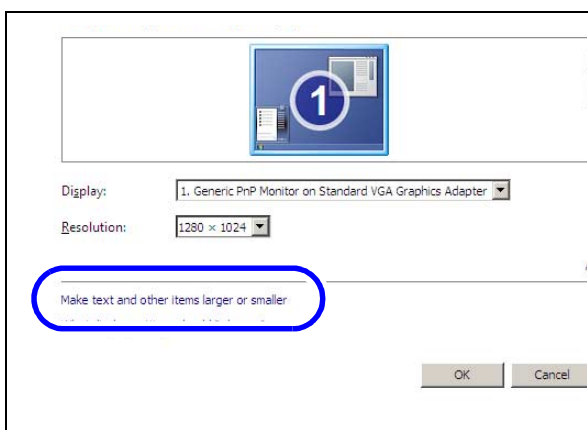 1
Display: 1. Generic PnP Monitor on Standard VGA Graphics Adapter
Resolution: 1280 × 1024
Make text and other items larger or smaller
OK Cancel